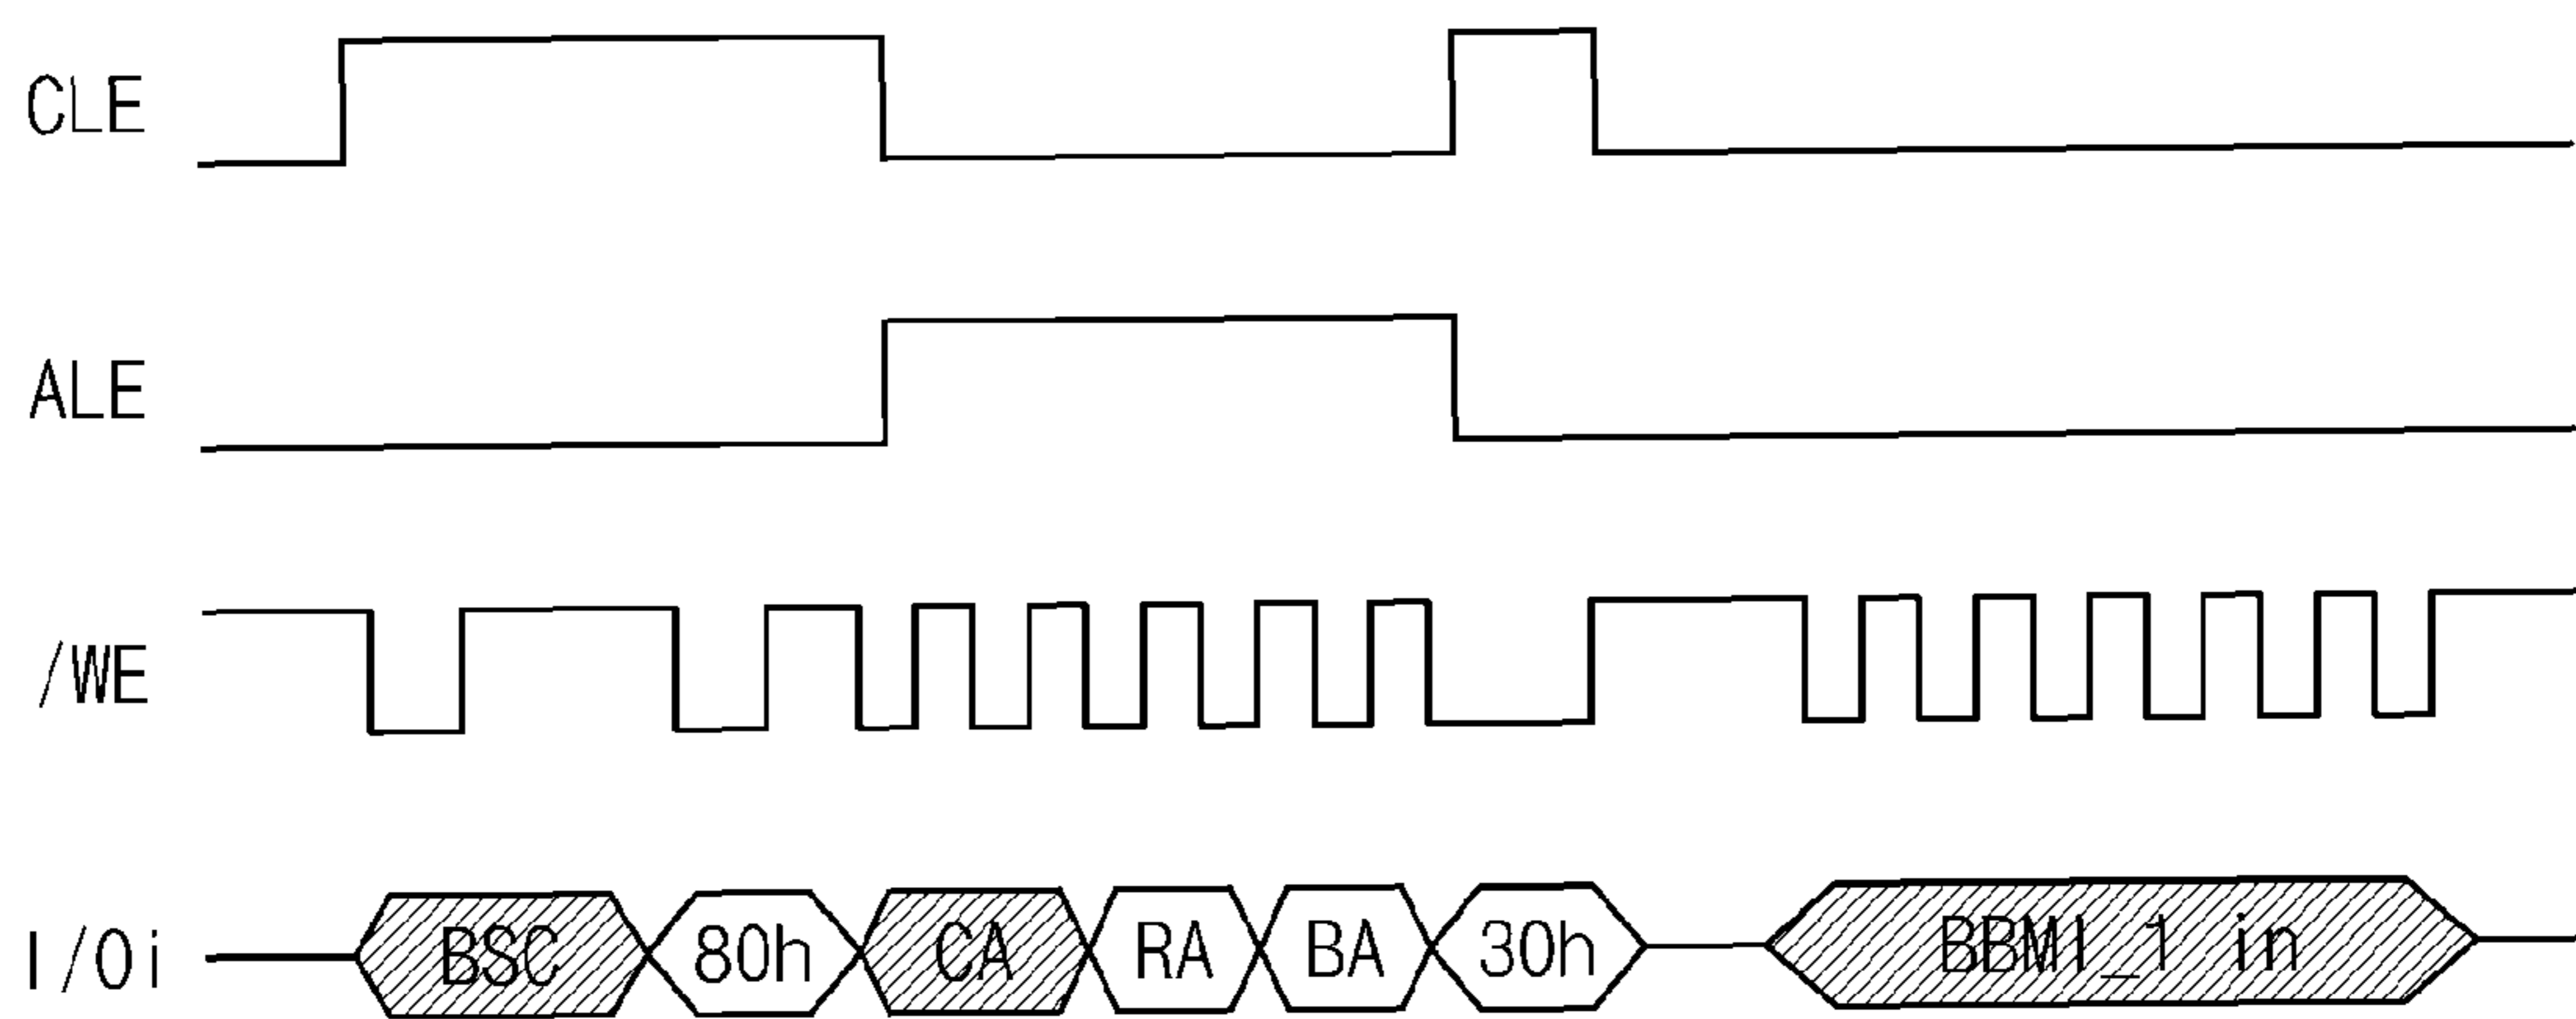 CLE
ALE
/WE
I/Oi BSC 80h CA RA BA 30h BBMI_1 in